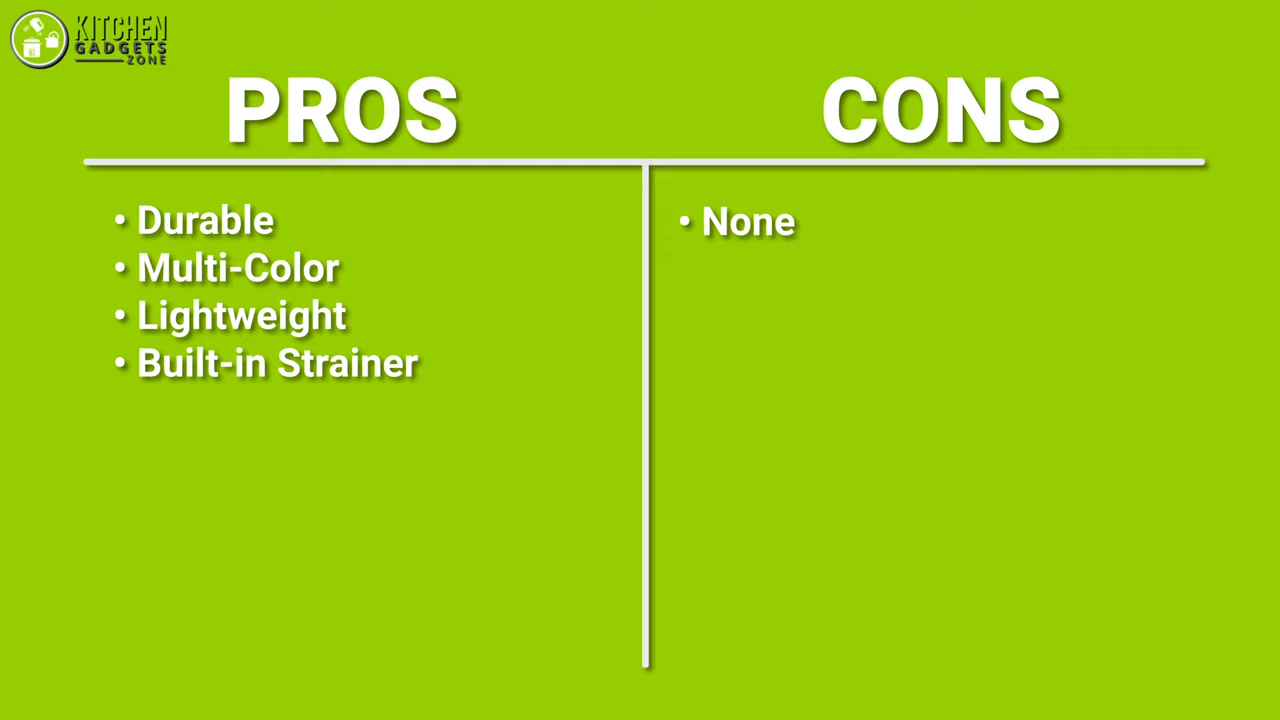 KITCHEN
GADGETS
ZONE
PROS
CONS
• Durable
• Multi-Color
• Lightweight
• Built-in Strainer
• None